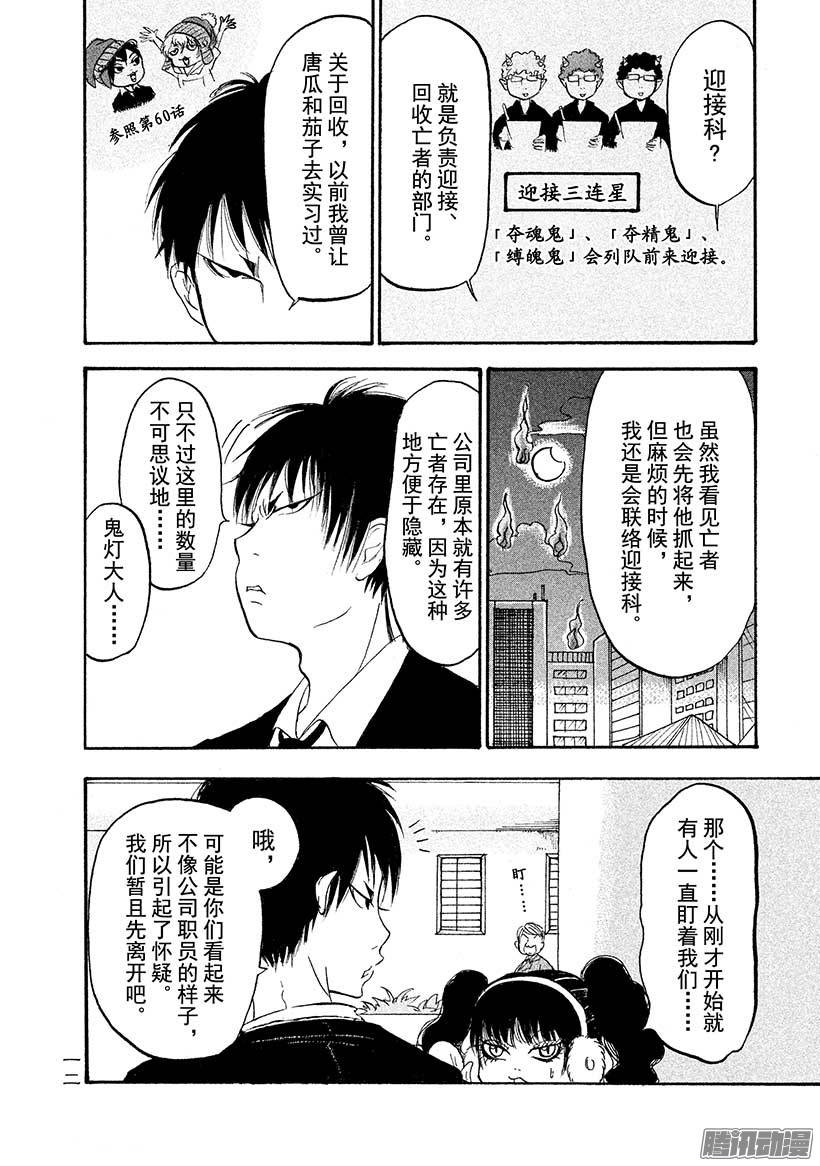 迎接科？
就是负责迎接、
回收亡者的部门。
迎接三连星
「夺魂鬼」、「夺精鬼」、
「缚魄鬼」会列队前来迎接。
关于回收，以前我曾让
唐瓜和茄子去实习过。
参照第60话
虽然我看见亡者
也会先将他抓起来，
但麻烦的时候，
我还是会联络迎接科。
公司里原本就有许多
亡者存在，因为这种
地方便于隐藏。
只不过这里的数量
不可思议地……
鬼灯大人……
那个……从刚才开始就
有人一直盯着我们……
盯……
哦，
可能是你们看起来
不像公司职员的样子，
所以引起了怀疑。
我们暂且先离开吧。
一二
腾讯动漫